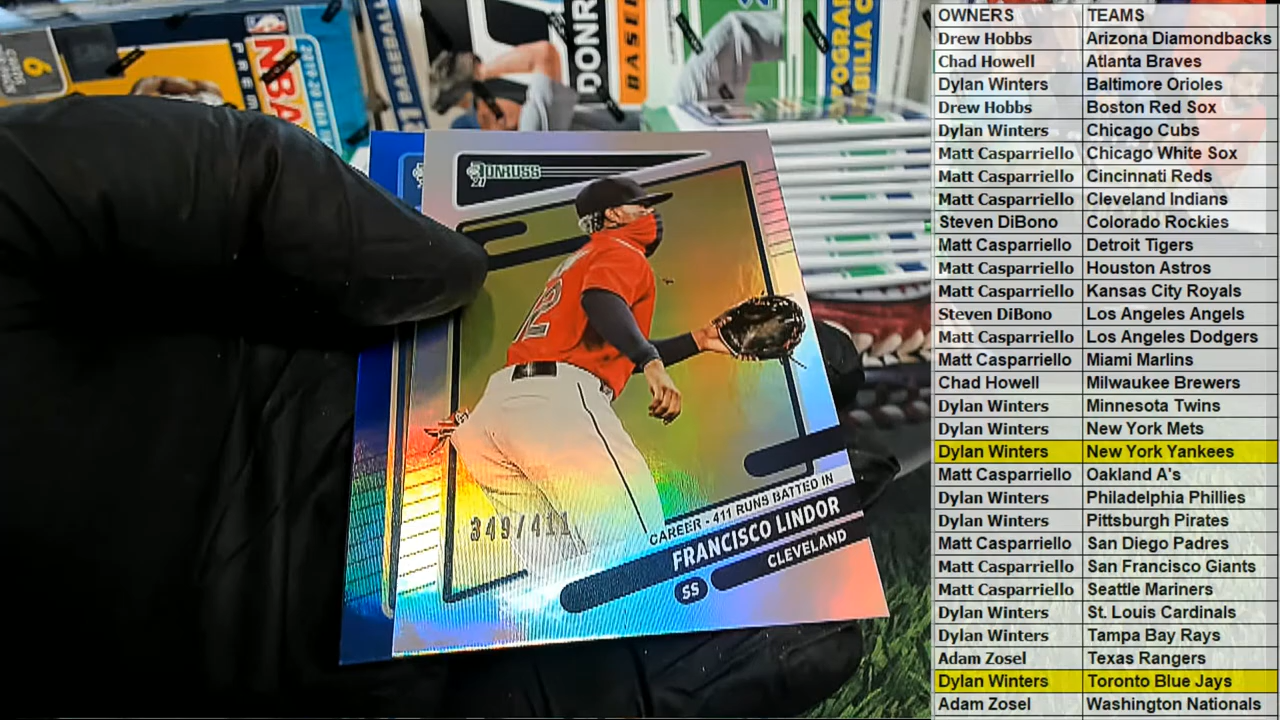 OWNERS TEAMS
Drew Hobbs Arizona Diamondbacks
Chad Howell Atlanta Braves
Dylan Winters Baltimore Orioles
Drew Hobbs Boston Red Sox
Dylan Winters Chicago Cubs
Matt Casparriello Chicago White Sox
Matt Casparriello Cincinnati Reds
Matt Casparriello Cleveland Indians
Steven DiBono Colorado Rockies
Matt Casparriello Detroit Tigers
Matt Casparriello Houston Astros
Matt Casparriello Kansas City Royals
Steven DiBono Los Angeles Angels
Matt Casparriello Los Angeles Dodgers
Matt Casparriello Miami Marlins
Chad Howell Milwaukee Brewers
Dylan Winters Minnesota Twins
Dylan Winters New York Mets
Dylan Winters New York Yankees
Matt Casparriello Oakland A's
Dylan Winters Philadelphia Phillies
Dylan Winters Pittsburgh Pirates
Matt Casparriello San Diego Padres
Matt Casparriello San Francisco Giants
Matt Casparriello Seattle Mariners
Dylan Winters St. Louis Cardinals
Dylan Winters Tampa Bay Rays
Adam Zosel Texas Rangers
Dylan Winters Toronto Blue Jays
Adam Zosel Washington Nationals
DONRUSS
349/411
CAREER - 411 RUNS BATTED IN
FRANCISCO LINDOR
SS CLEVELAND
6
NBA
21 BASEBALL
DONR
BASE